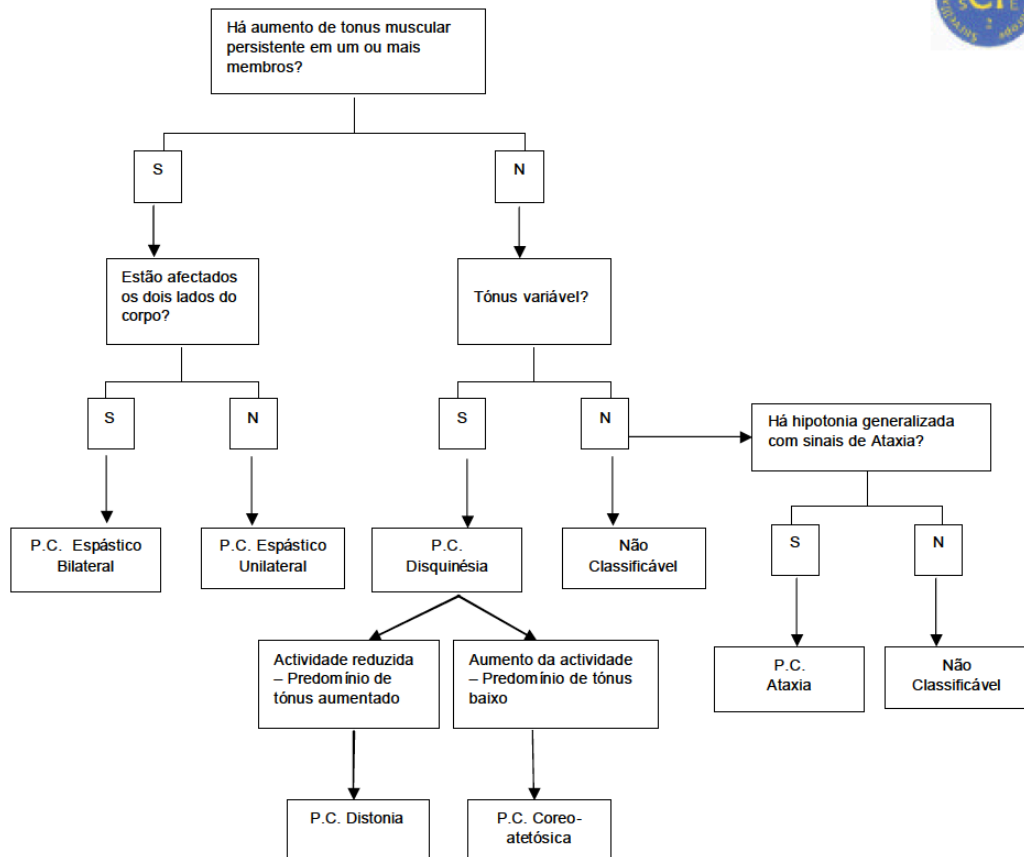 Há aumento de tonus muscular
persistente em um ou mais
membros?
S
N
Estão afectados
os dois lados do
corpo?
Tónus variável?
S
N
S
N
Há hipotonia generalizada
com sinais de Ataxia?
P.C. Espástico
Bilateral
P.C. Espástico
Unilateral
P.C.
Disquinésia
Não
Classificável
S
N
Actividade reduzida
– Predomínio de
tónus aumentado
Aumento da actividade
– Predomínio de tónus
baixo
P.C.
Ataxia
Não
Classificável
P.C. Distonia
P.C. Coreo-
atetósica